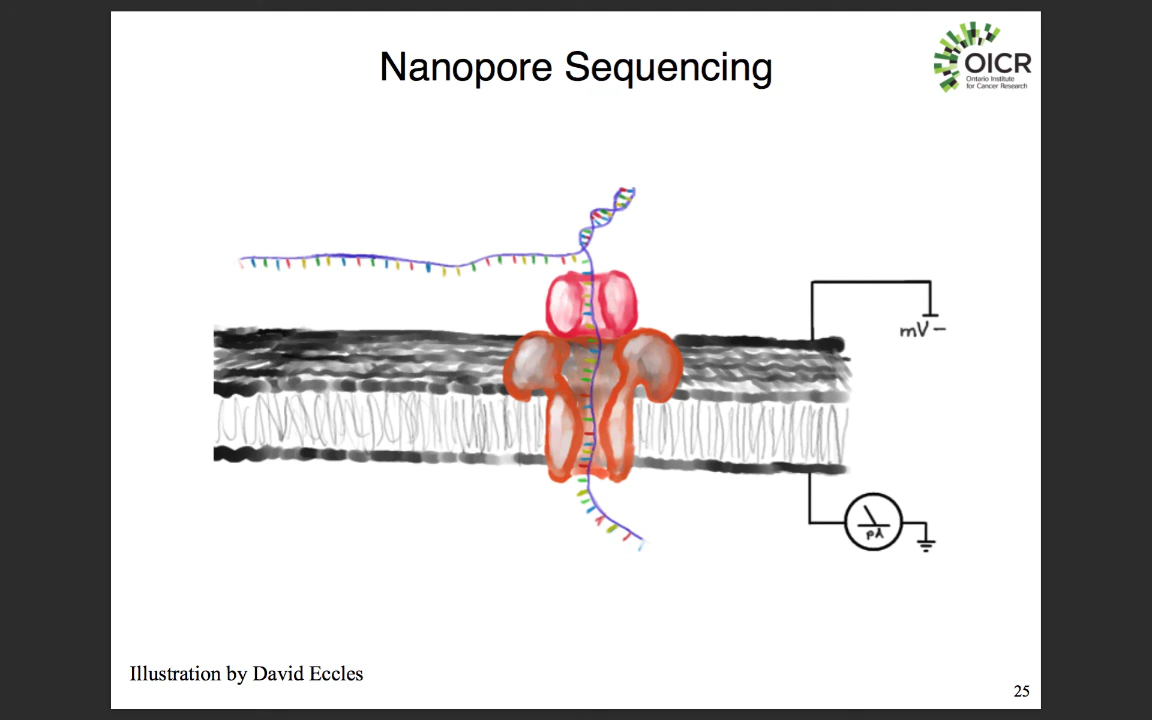 Nanopore Sequencing
OICR
Ontario Institute
for Cancer Research
mV −
pA
Illustration by David Eccles
25